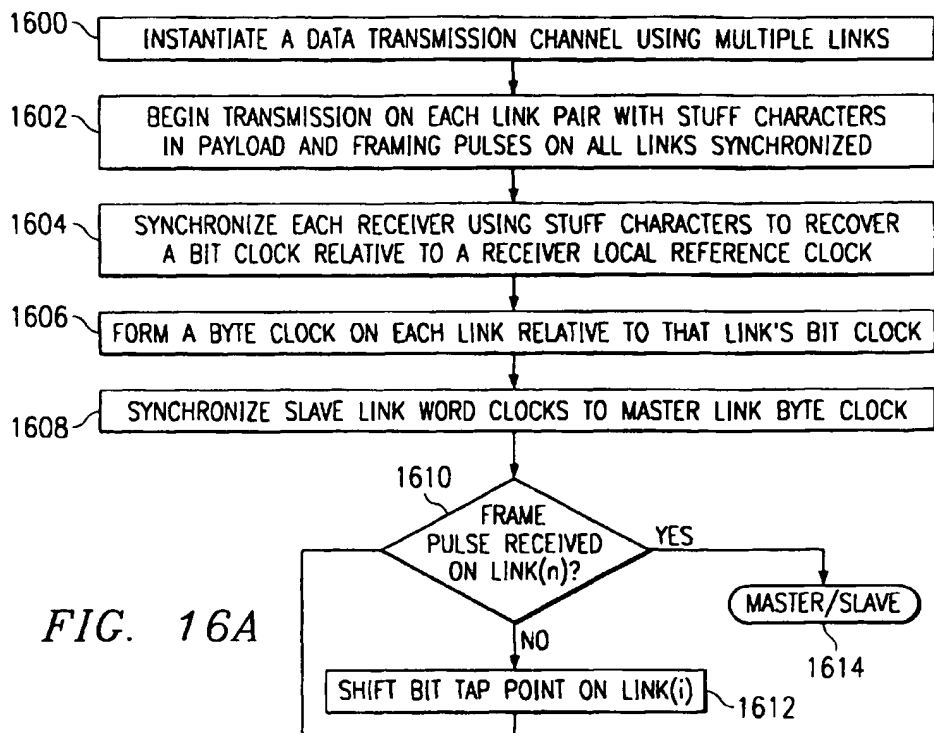 1600
INSTANTIATE A DATA TRANSMISSION CHANNEL USING MULTIPLE LINKS
1602
BEGIN TRANSMISSION ON EACH LINK PAIR WITH STUFF CHARACTERS
IN PAYLOAD AND FRAMING PULSES ON ALL LINKS SYNCHRONIZED
1604
SYNCHRONIZE EACH RECEIVER USING STUFF CHARACTERS TO RECOVER
A BIT CLOCK RELATIVE TO A RECEIVER LOCAL REFERENCE CLOCK
1606
FORM A BYTE CLOCK ON EACH LINK RELATIVE TO THAT LINK'S BIT CLOCK
1608
SYNCHRONIZE SLAVE LINK WORD CLOCKS TO MASTER LINK BYTE CLOCK
1610
FRAME
PULSE RECEIVED
ON LINK(n)?
YES
MASTER/SLAVE
1614
NO
SHIFT BIT TAP POINT ON LINK(i)
1612
FIG. 16A